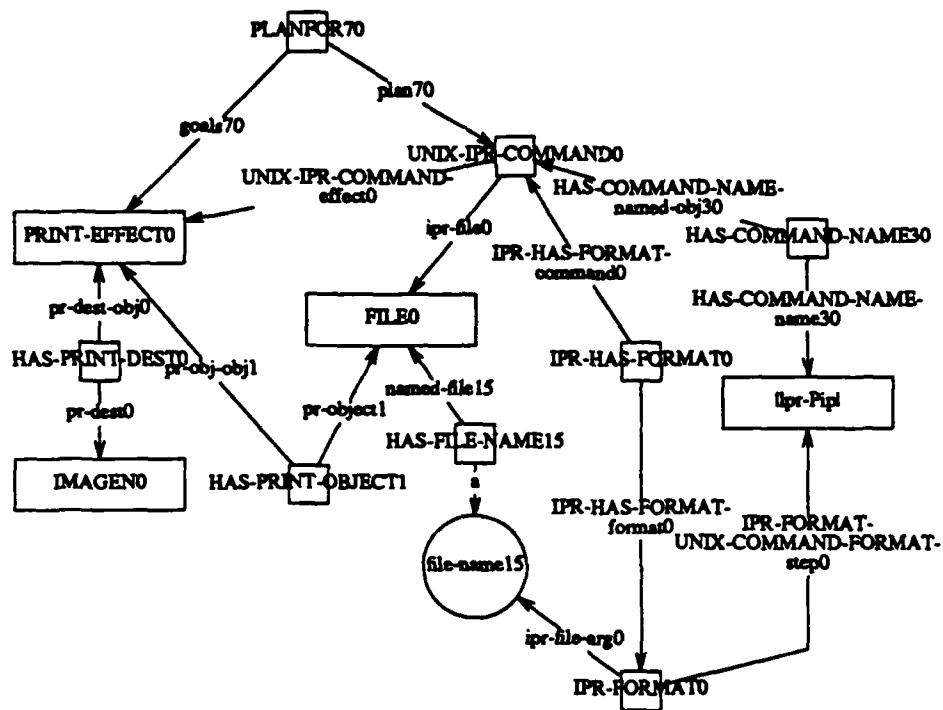 PLANFOR70
plan70
goals70
UNIX-IPR-COMMAND0
UNIX-IPR-COMMAND-
effect0
HAS-COMMAND-NAME-
named-obj30
PRINT-EFFECT0
ipr-file0
IPR-HAS-FORMAT-
command0
HAS-COMMAND-NAME30
HAS-COMMAND-NAME-
name30
pr-dest-obj0
FILE0
HAS-PRINT-DEST0
pr-obj-obj1
IPR-HAS-FORMAT0
pr-dest0
pr-object1
named-file15
HAS-FILE-NAME15
IMAGEN0
HAS-PRINT-OBJECT1
a
IPR-HAS-FORMAT-
format0
IPR-FORMAT-
UNIX-COMMAND-FORMAT-
step0
file-name15
ipr-file-arg0
IPR-FORMAT0